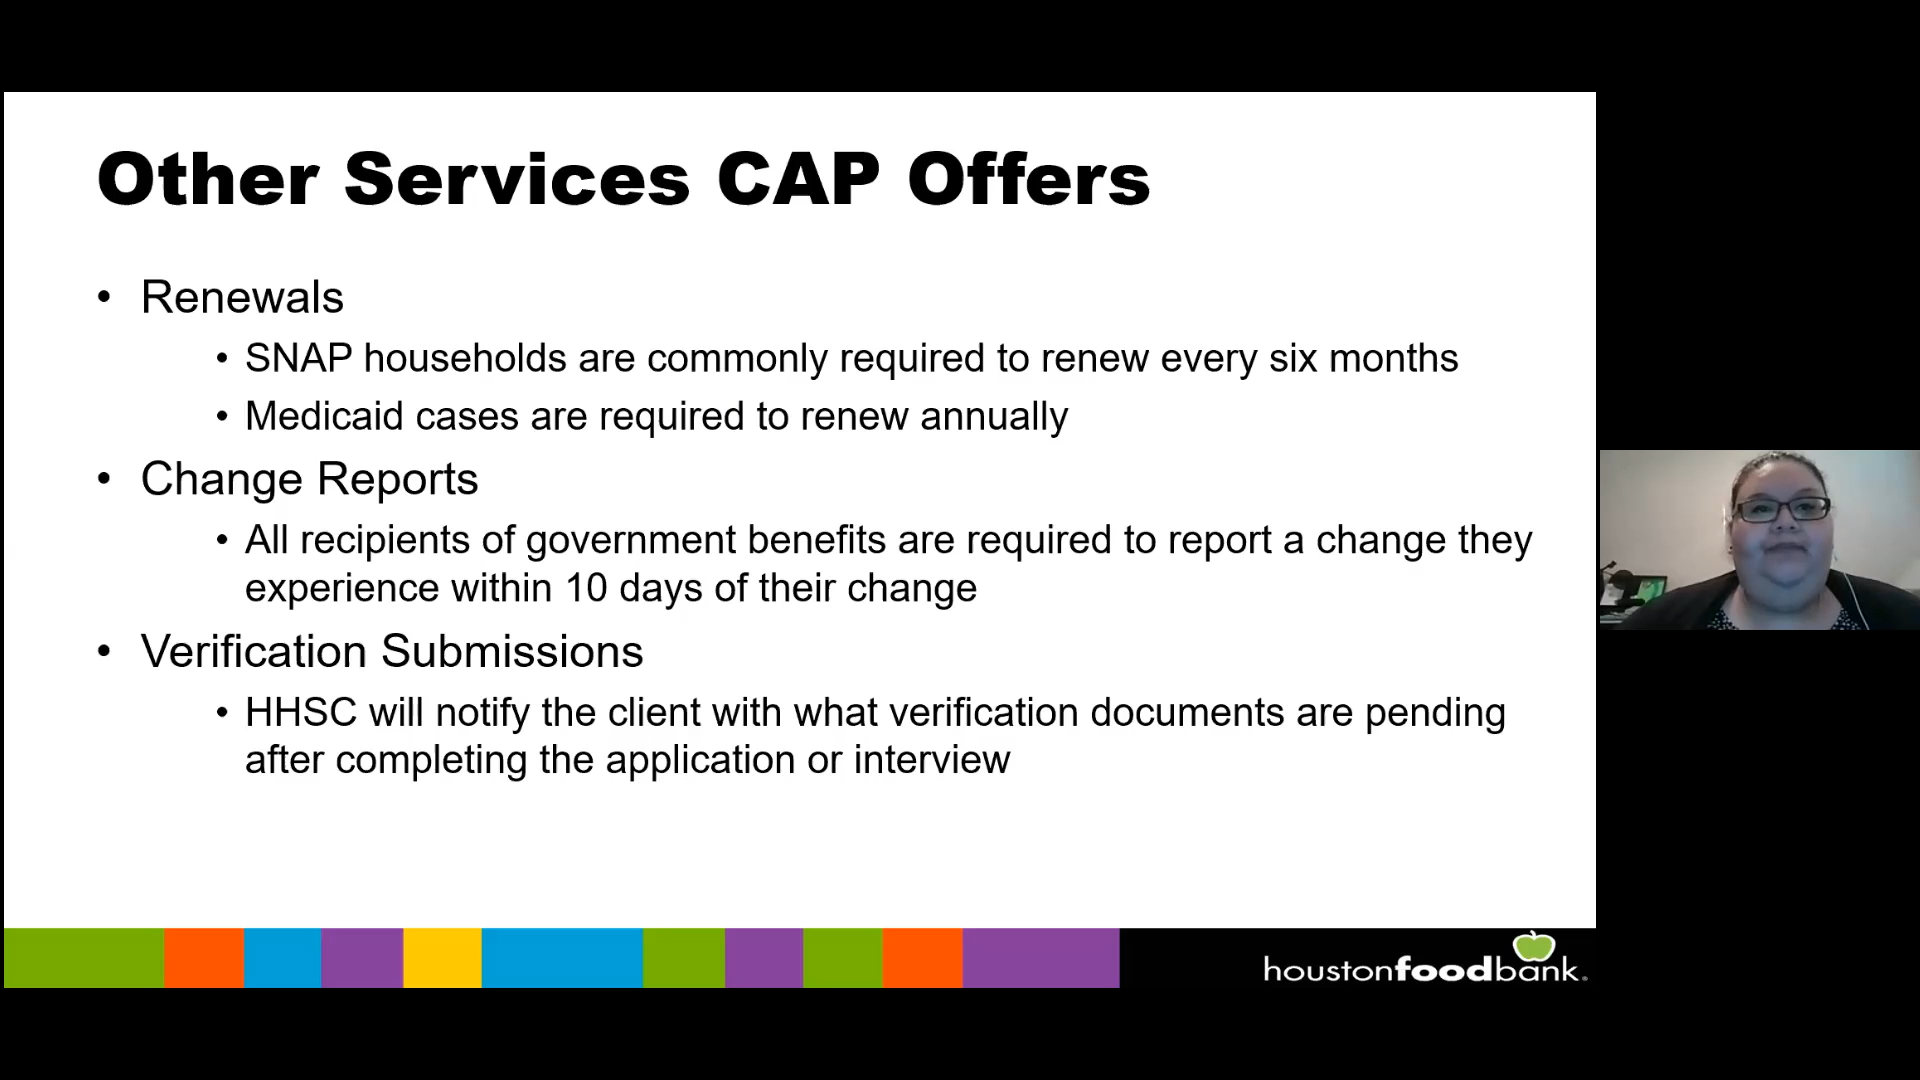 Other Services CAP Offers
• Renewals
• SNAP households are commonly required to renew every six months
• Medicaid cases are required to renew annually
• Change Reports
• All recipients of government benefits are required to report a change they
experience within 10 days of their change
• Verification Submissions
• HHSC will notify the client with what verification documents are pending
after completing the application or interview
houstonfoodbank.